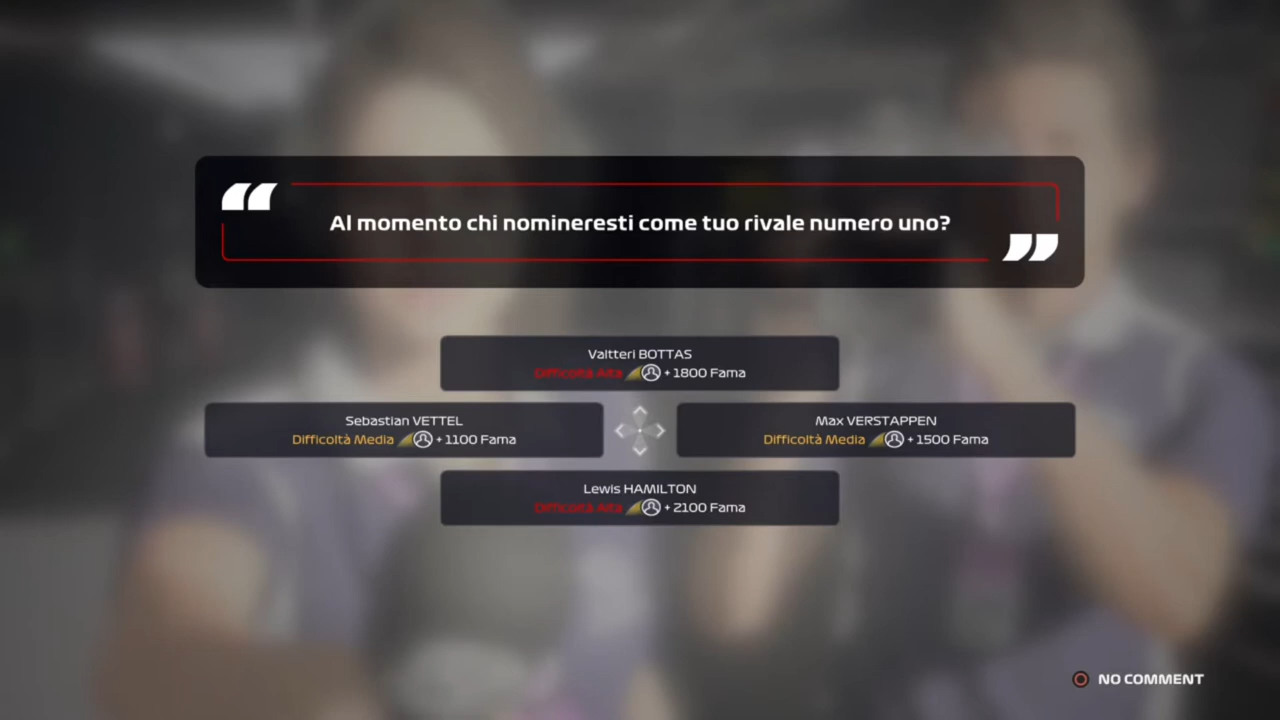 Al momento chi nomineresti come tuo rivale numero uno?
Valtteri BOTTAS
Difficoltà Alta + 1800 Fama
Sebastian VETTEL
Difficoltà Media + 1100 Fama
Max VERSTAPPEN
Difficoltà Media + 1500 Fama
Lewis HAMILTON
Difficoltà Alta + 2100 Fama
NO COMMENT